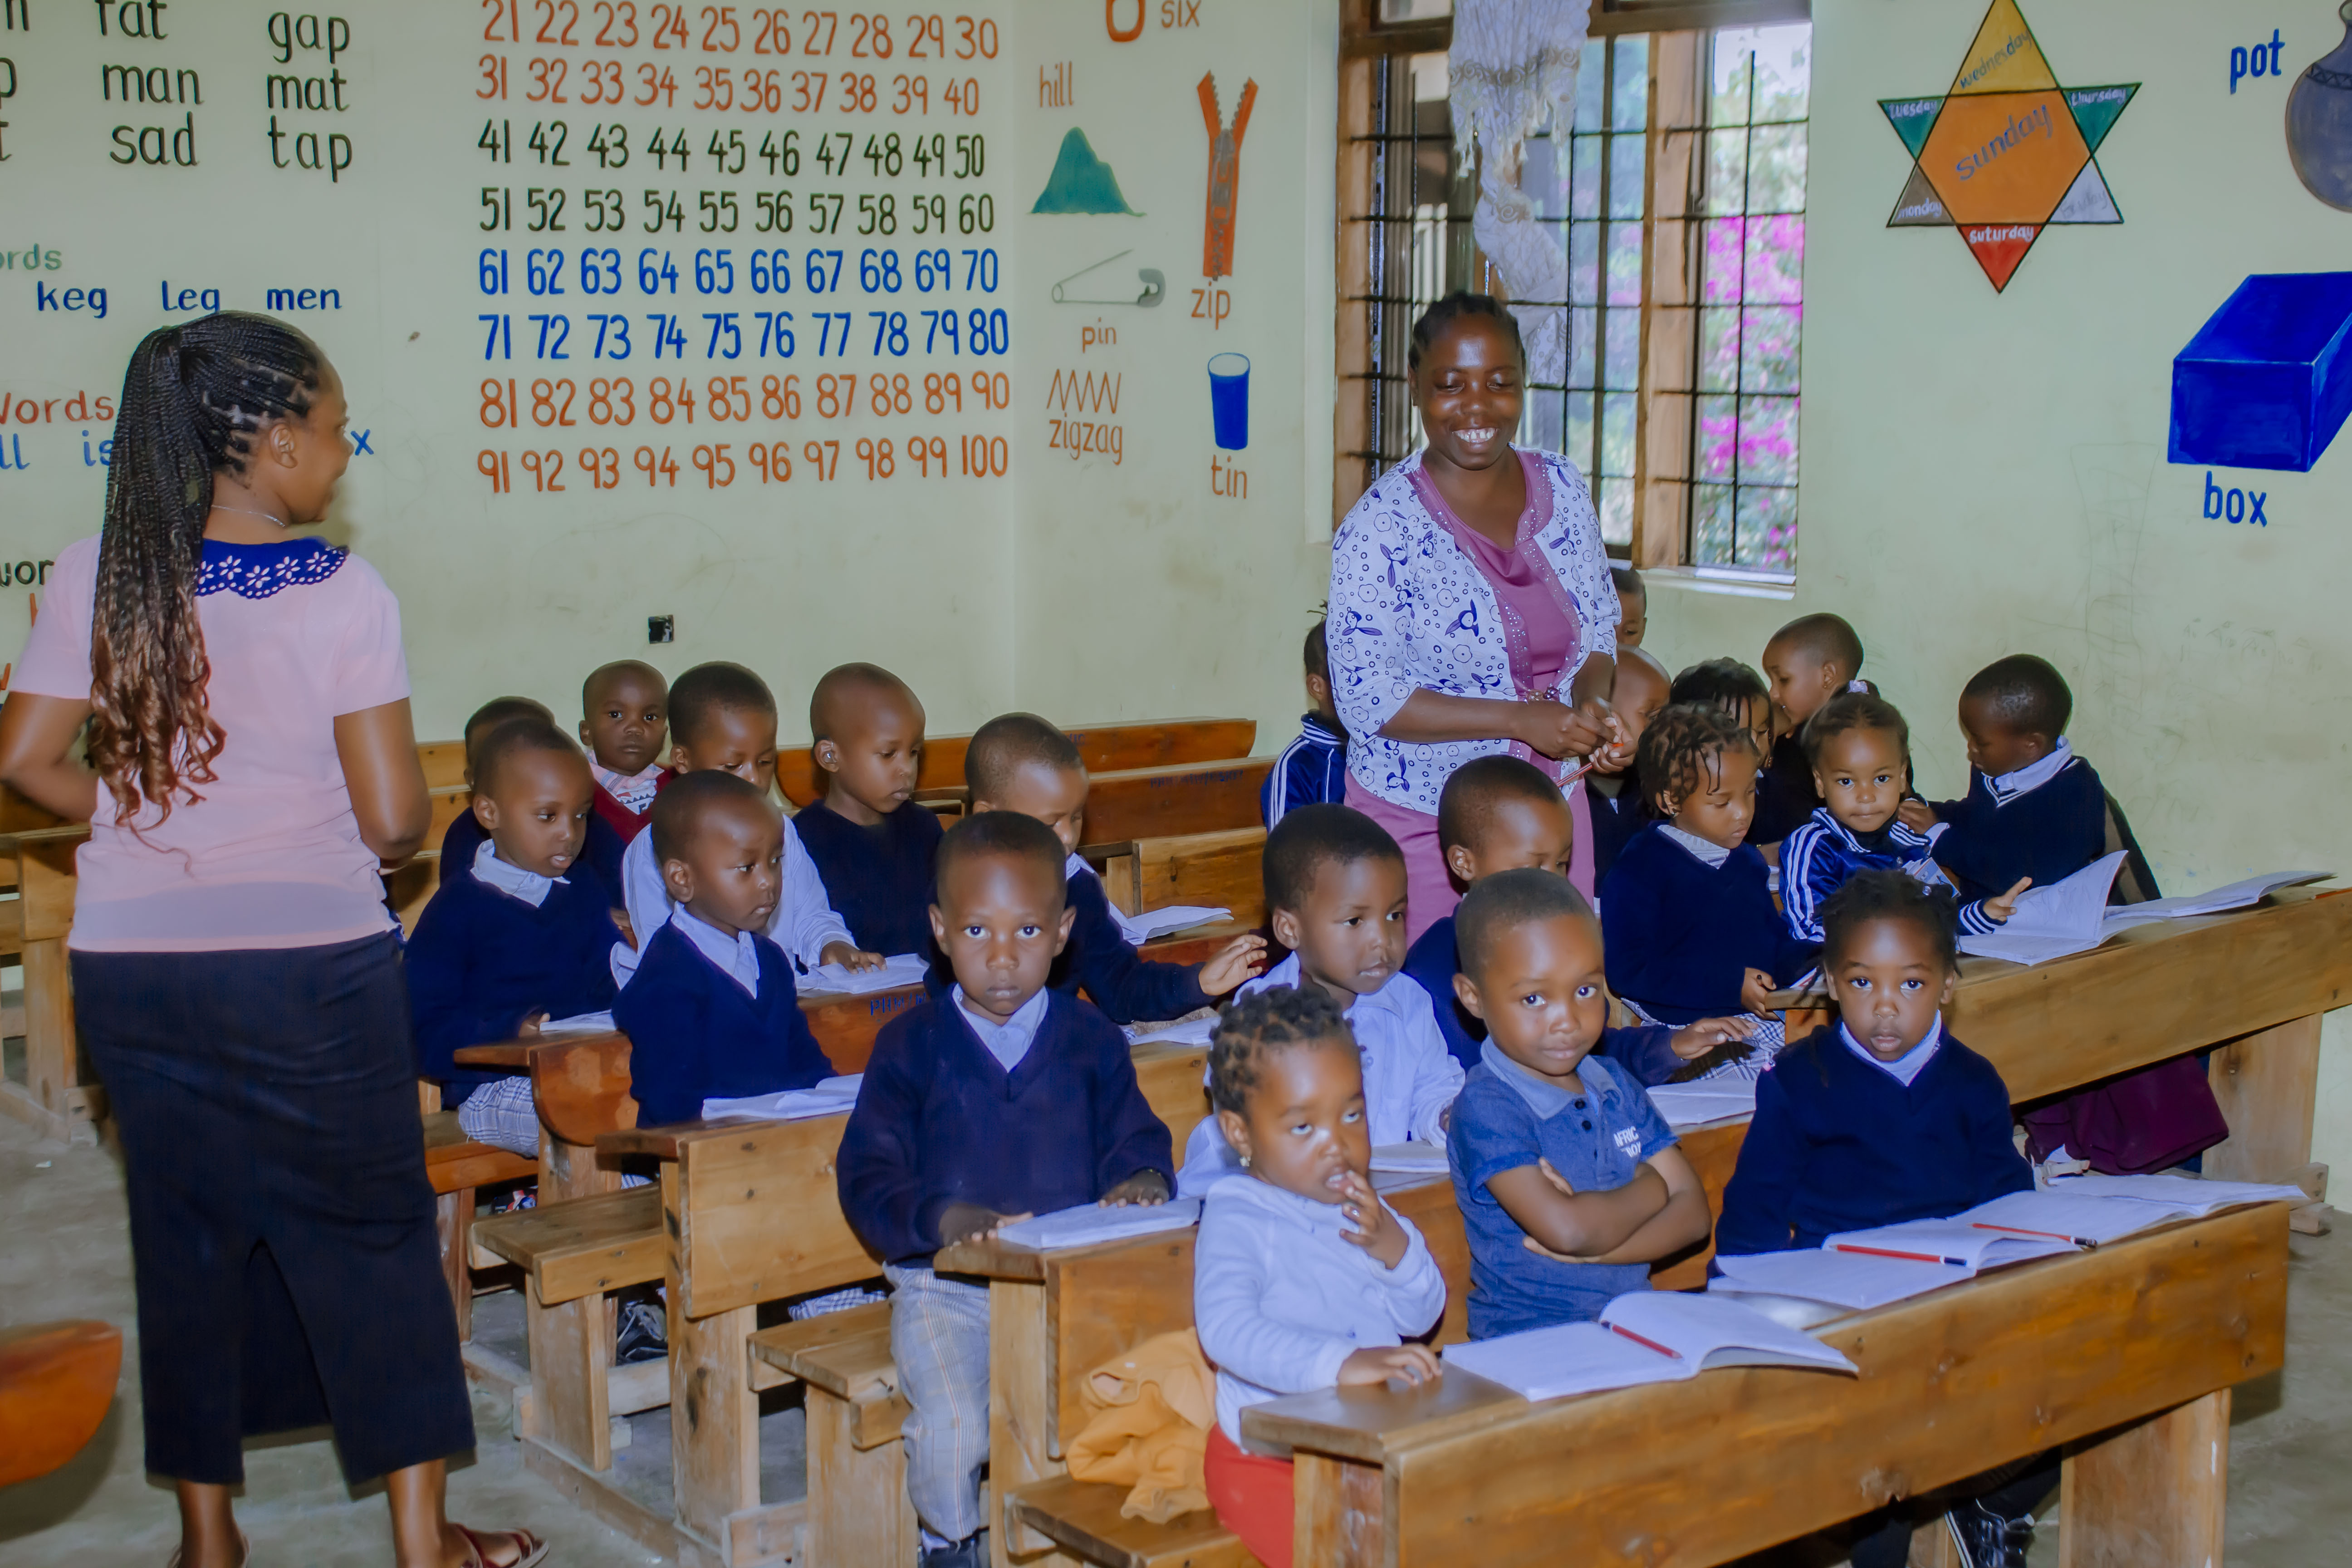 fat gap
man mat
sad tap
keg leg men
21 22 23 24 25 26 27 28 29 30
31 32 33 34 35 36 37 38 39 40
41 42 43 44 45 46 47 48 49 50
51 52 53 54 55 56 57 58 59 60
61 62 63 64 65 66 67 68 69 70
71 72 73 74 75 76 77 78 79 80
81 82 83 84 85 86 87 88 89 90
91 92 93 94 95 96 97 98 99 100
six
hill
zip
pin
zigzag
tin
wednesday
tuesday
thursday
sunday
monday
suturday
pot
box